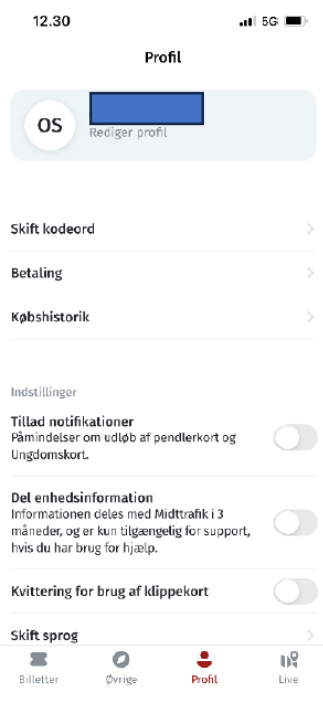 12.30
5G
Profil
OS
Rediger profil
Skift kodeord
Betaling
Købshistorik
Indstillinger
Tillad notifikationer
Påmindelser om udløb af pendlerkort og
Ungdomskort.
Del enhedsinformation
Informationen deles med Midttrafik i 3
måneder, og er kun tilgængelig for support,
hvis du har brug for hjælp.
Kvittering for brug af klippekort
Skift sprog
Billetter
Øvrige
Profil
Live